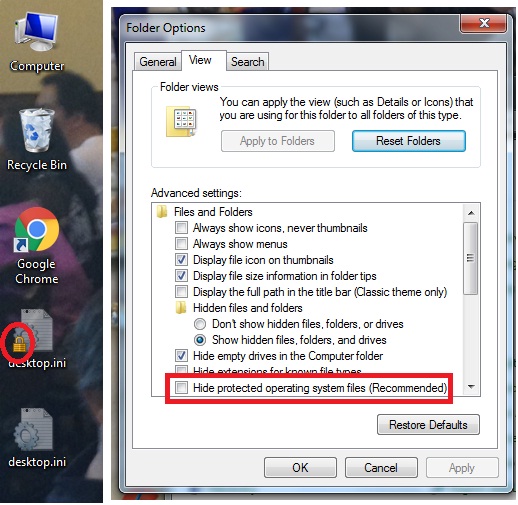 Computer
Recycle Bin
Google
Chrome
desktop.ini
desktop.ini
Folder Options
General
View
Search
Folder views
You can apply the view (such as Details or Icons) that
you are using for this folder to all folders of this type.
Apply to Folders
Reset Folders
Advanced settings:
Files and Folders
Always show icons, never thumbnails
Always show menus
Display file icon on thumbnails
Display file size information in folder tips
Display the full path in the title bar (Classic theme only)
Hidden files and folders
Don't show hidden files, folders, or drives
Show hidden files, folders, and drives
Hide empty drives in the Computer folder
Hide extensions for known file types
Hide protected operating system files (Recommended)
Restore Defaults
OK
Cancel
Apply